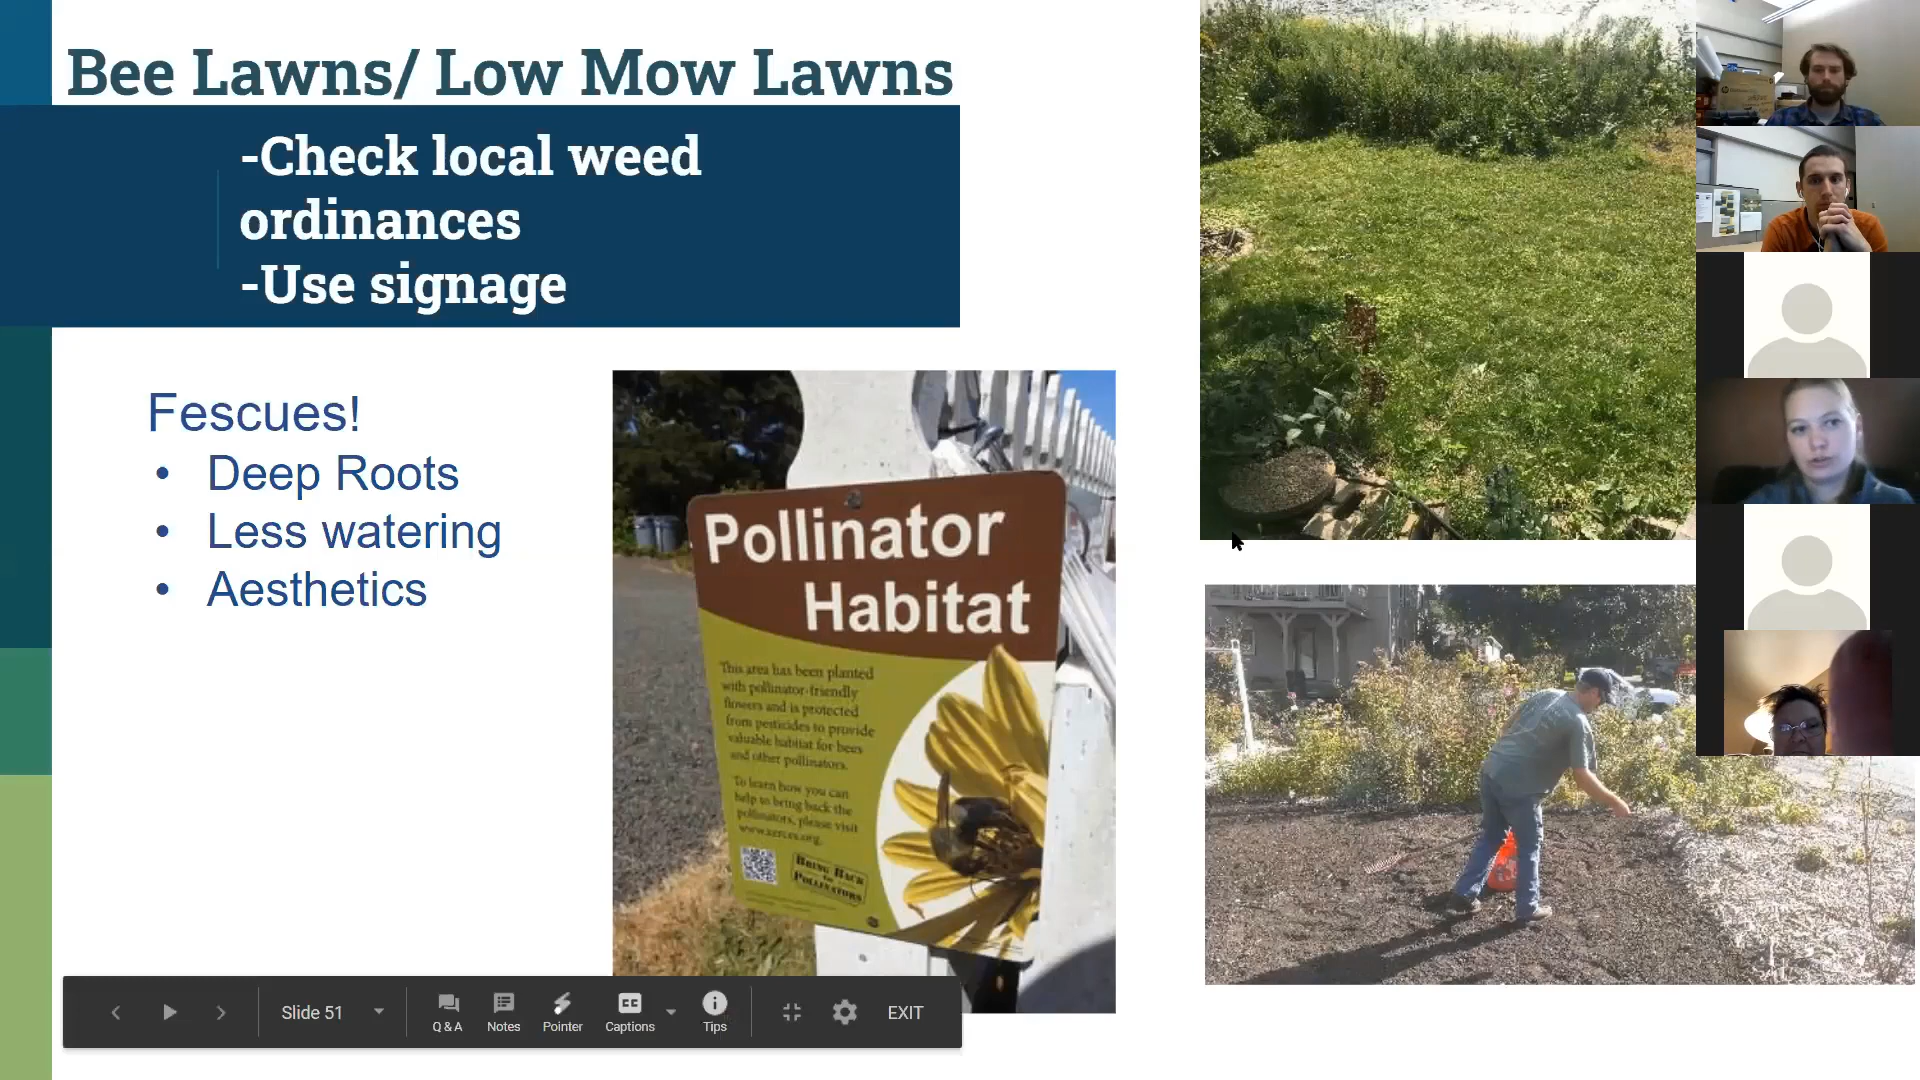 Bee Lawns/ Low Mow Lawns
-Check local weed
ordinances
-Use signage
Fescues!
• Deep Roots
• Less watering
• Aesthetics
Pollinator
Habitat
This area has been planted
with pollinator-friendly
flowers and is protected
from pesticides to provide
valuable habitat for bees
and other pollinators.
To learn how you can
help to bring back the
pollinators, please visit
www.xerces.org.
BRING BACK
THE
POLLINATORS
Slide 51
Q & A
Notes
Pointer
CC
Captions
Tips
EXIT